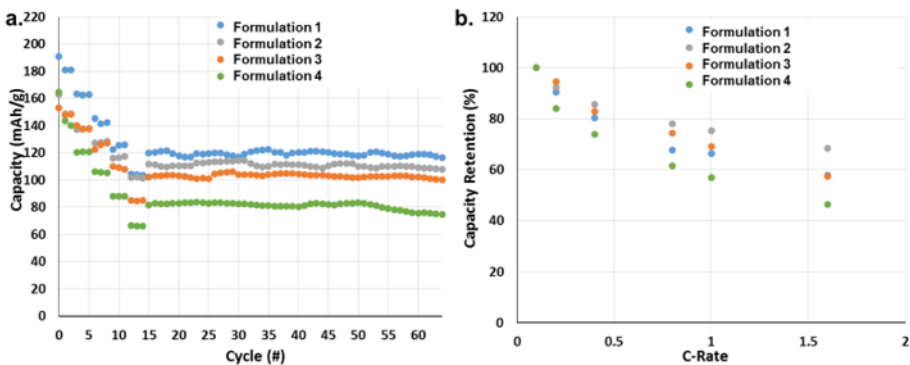 a.
Formulation 1
Formulation 2
Formulation 3
Formulation 4
Capacity (mAh/g)
220
200
180
160
140
120
100
80
60
40
20
0
0 5 10 15 20 25 30 35 40 45 50 55 60
Cycle (#)
b.
Formulation 1
Formulation 2
Formulation 3
Formulation 4
Capacity Retention (%)
120
100
80
60
40
20
0
0 0.5 1 1.5 2
C-Rate